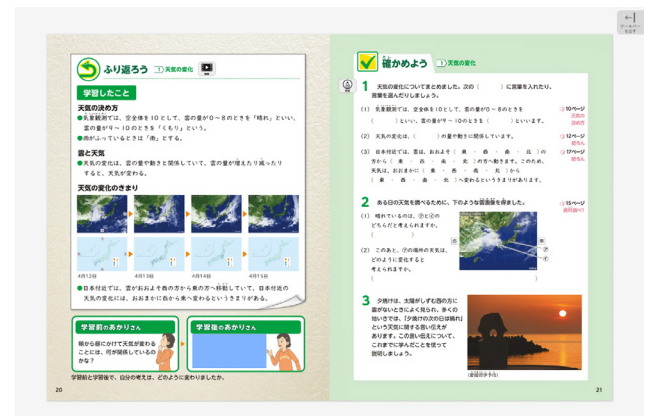 ツールバー
を出す
ふり返ろう 1 天気の変化
学習したこと
天気の決め方
●気象観測では、空全体を10として、雲の量が0~8のときを「晴れ」といい、
雲の量が9~10のときを「くもり」という。
●雨がふっているときは「雨」とする。
雲と天気
●天気の変化は、雲の量や動きと関係していて、雲の量が増えたり減ったり
すると、天気が変わる。
天気の変化のきまり
4月12日 4月13日 4月14日 4月15日
●日本付近では、雲がおおよそ西の方から東の方へ移動していて、日本付近の
天気の変化には、おおまかに西から東へ変わるというきまりがある。
学習前のあかりさん
朝から昼にかけて天気が変わる
ことには、何が関係しているの
かな?
学習後のあかりさん
学習前と学習後で、自分の考えは、どのように変わりましたか。
20
確かめよう 1 天気の変化
1 天気の変化についてまとめました。次の( )に言葉を入れたり、
言葉を選んだりしましょう。
(1) 気象観測では、空全体を10として、雲の量が0~8のときを
( )といい、雲の量が9~10のときを( )といいます。
10ページ
天気の
決め方
(2) 天気の変化は、( )の量や動きに関係しています。
12ページ
結ろん
(3) 日本付近では、雲は、おおよそ( 東 ・ 西 ・ 南 ・ 北 )の
方から( 東 ・ 西 ・ 南 ・ 北 )の方へ動きます。このため、
天気は、おおまかに( 東 ・ 西 ・ 南 ・ 北 )から
( 東 ・ 西 ・ 南 ・ 北 )へ変わるというきまりがあります。
17ページ
結ろん
2 ある日の天気を調べるために、下のような雲画像を得ました。
15ページ
(1) 晴れているのは、㋐と㋑の
どちらだと考えられますか。
( )
(2) このあと、㋐の場所の天気は、
どのように変化すると
考えられますか。
( )
西
東
㋐
㋑
3 夕焼けは、太陽がしずむ西の方に
雲がないときによく見られ、多くの
地いきでは、「夕焼けの次の日は晴れ」
という天気に関する言い伝えが
あります。この言い伝えについて、
これまでに学んだことを使って
説明しましょう。
21